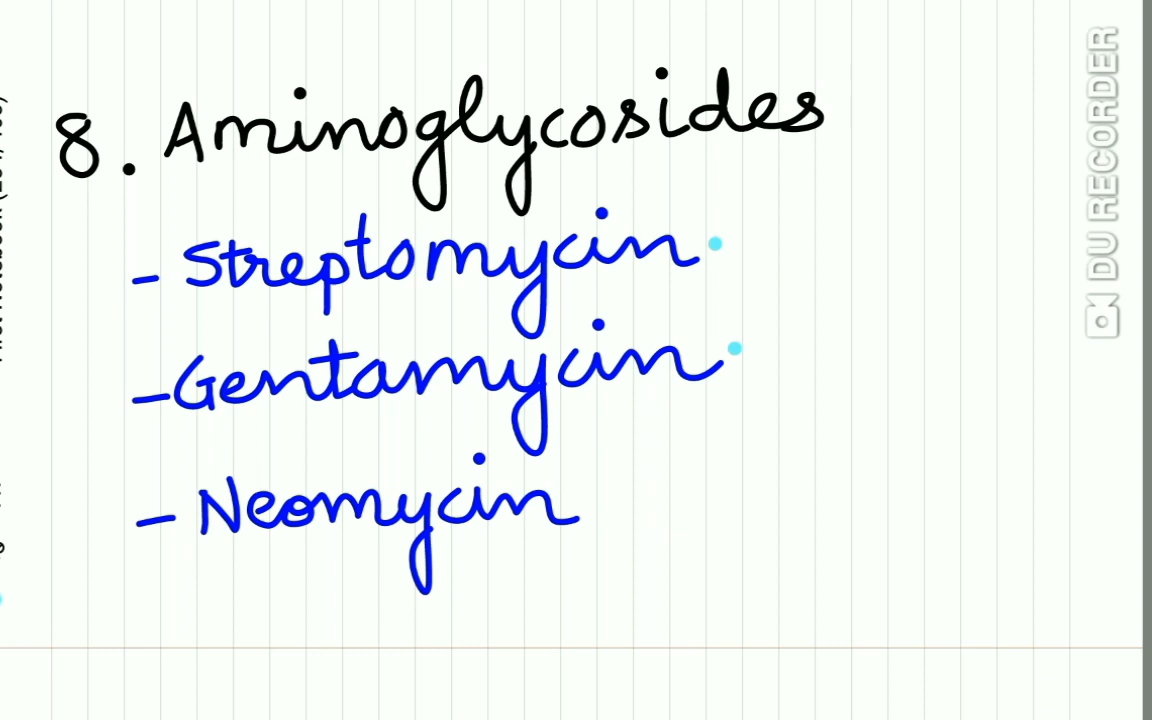 8. Aminoglycosides
- Streptomycin
- Gentamycin
- Neomycin
DU RECORDER